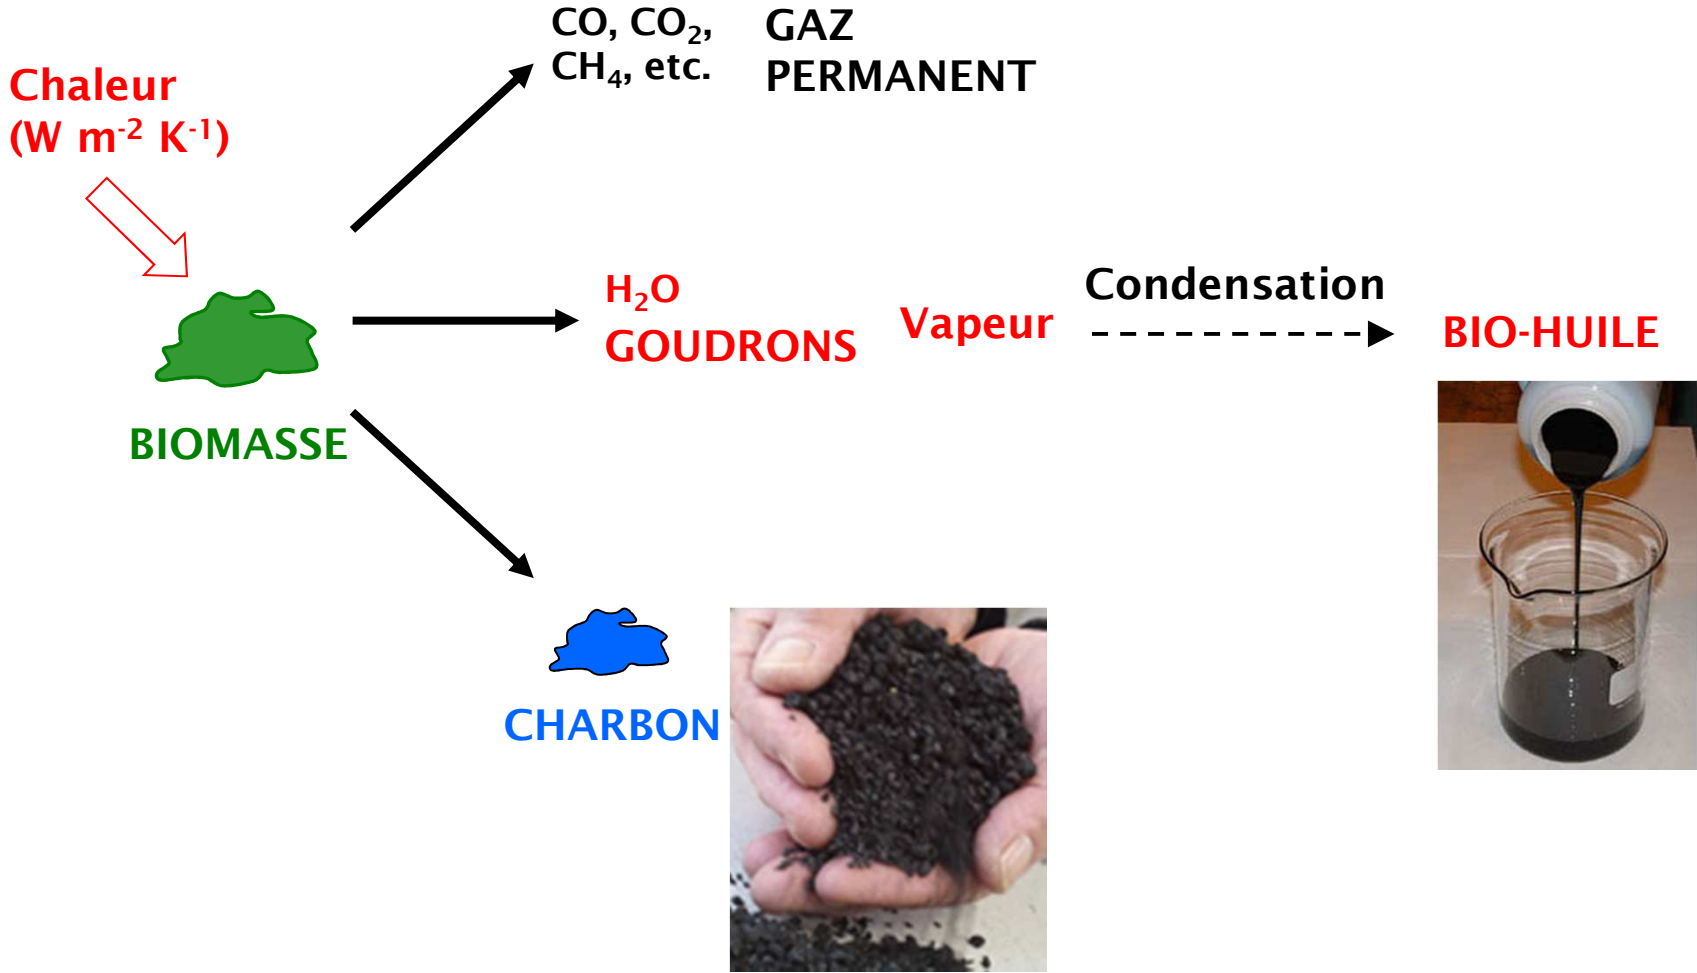 CO, CO₂,
CH₄, etc.
GAZ
PERMANENT
Chaleur
(W m⁻² K⁻¹)
H₂O
GOUDRONS
Vapeur
Condensation
BIO-HUILE
BIOMASSE
CHARBON